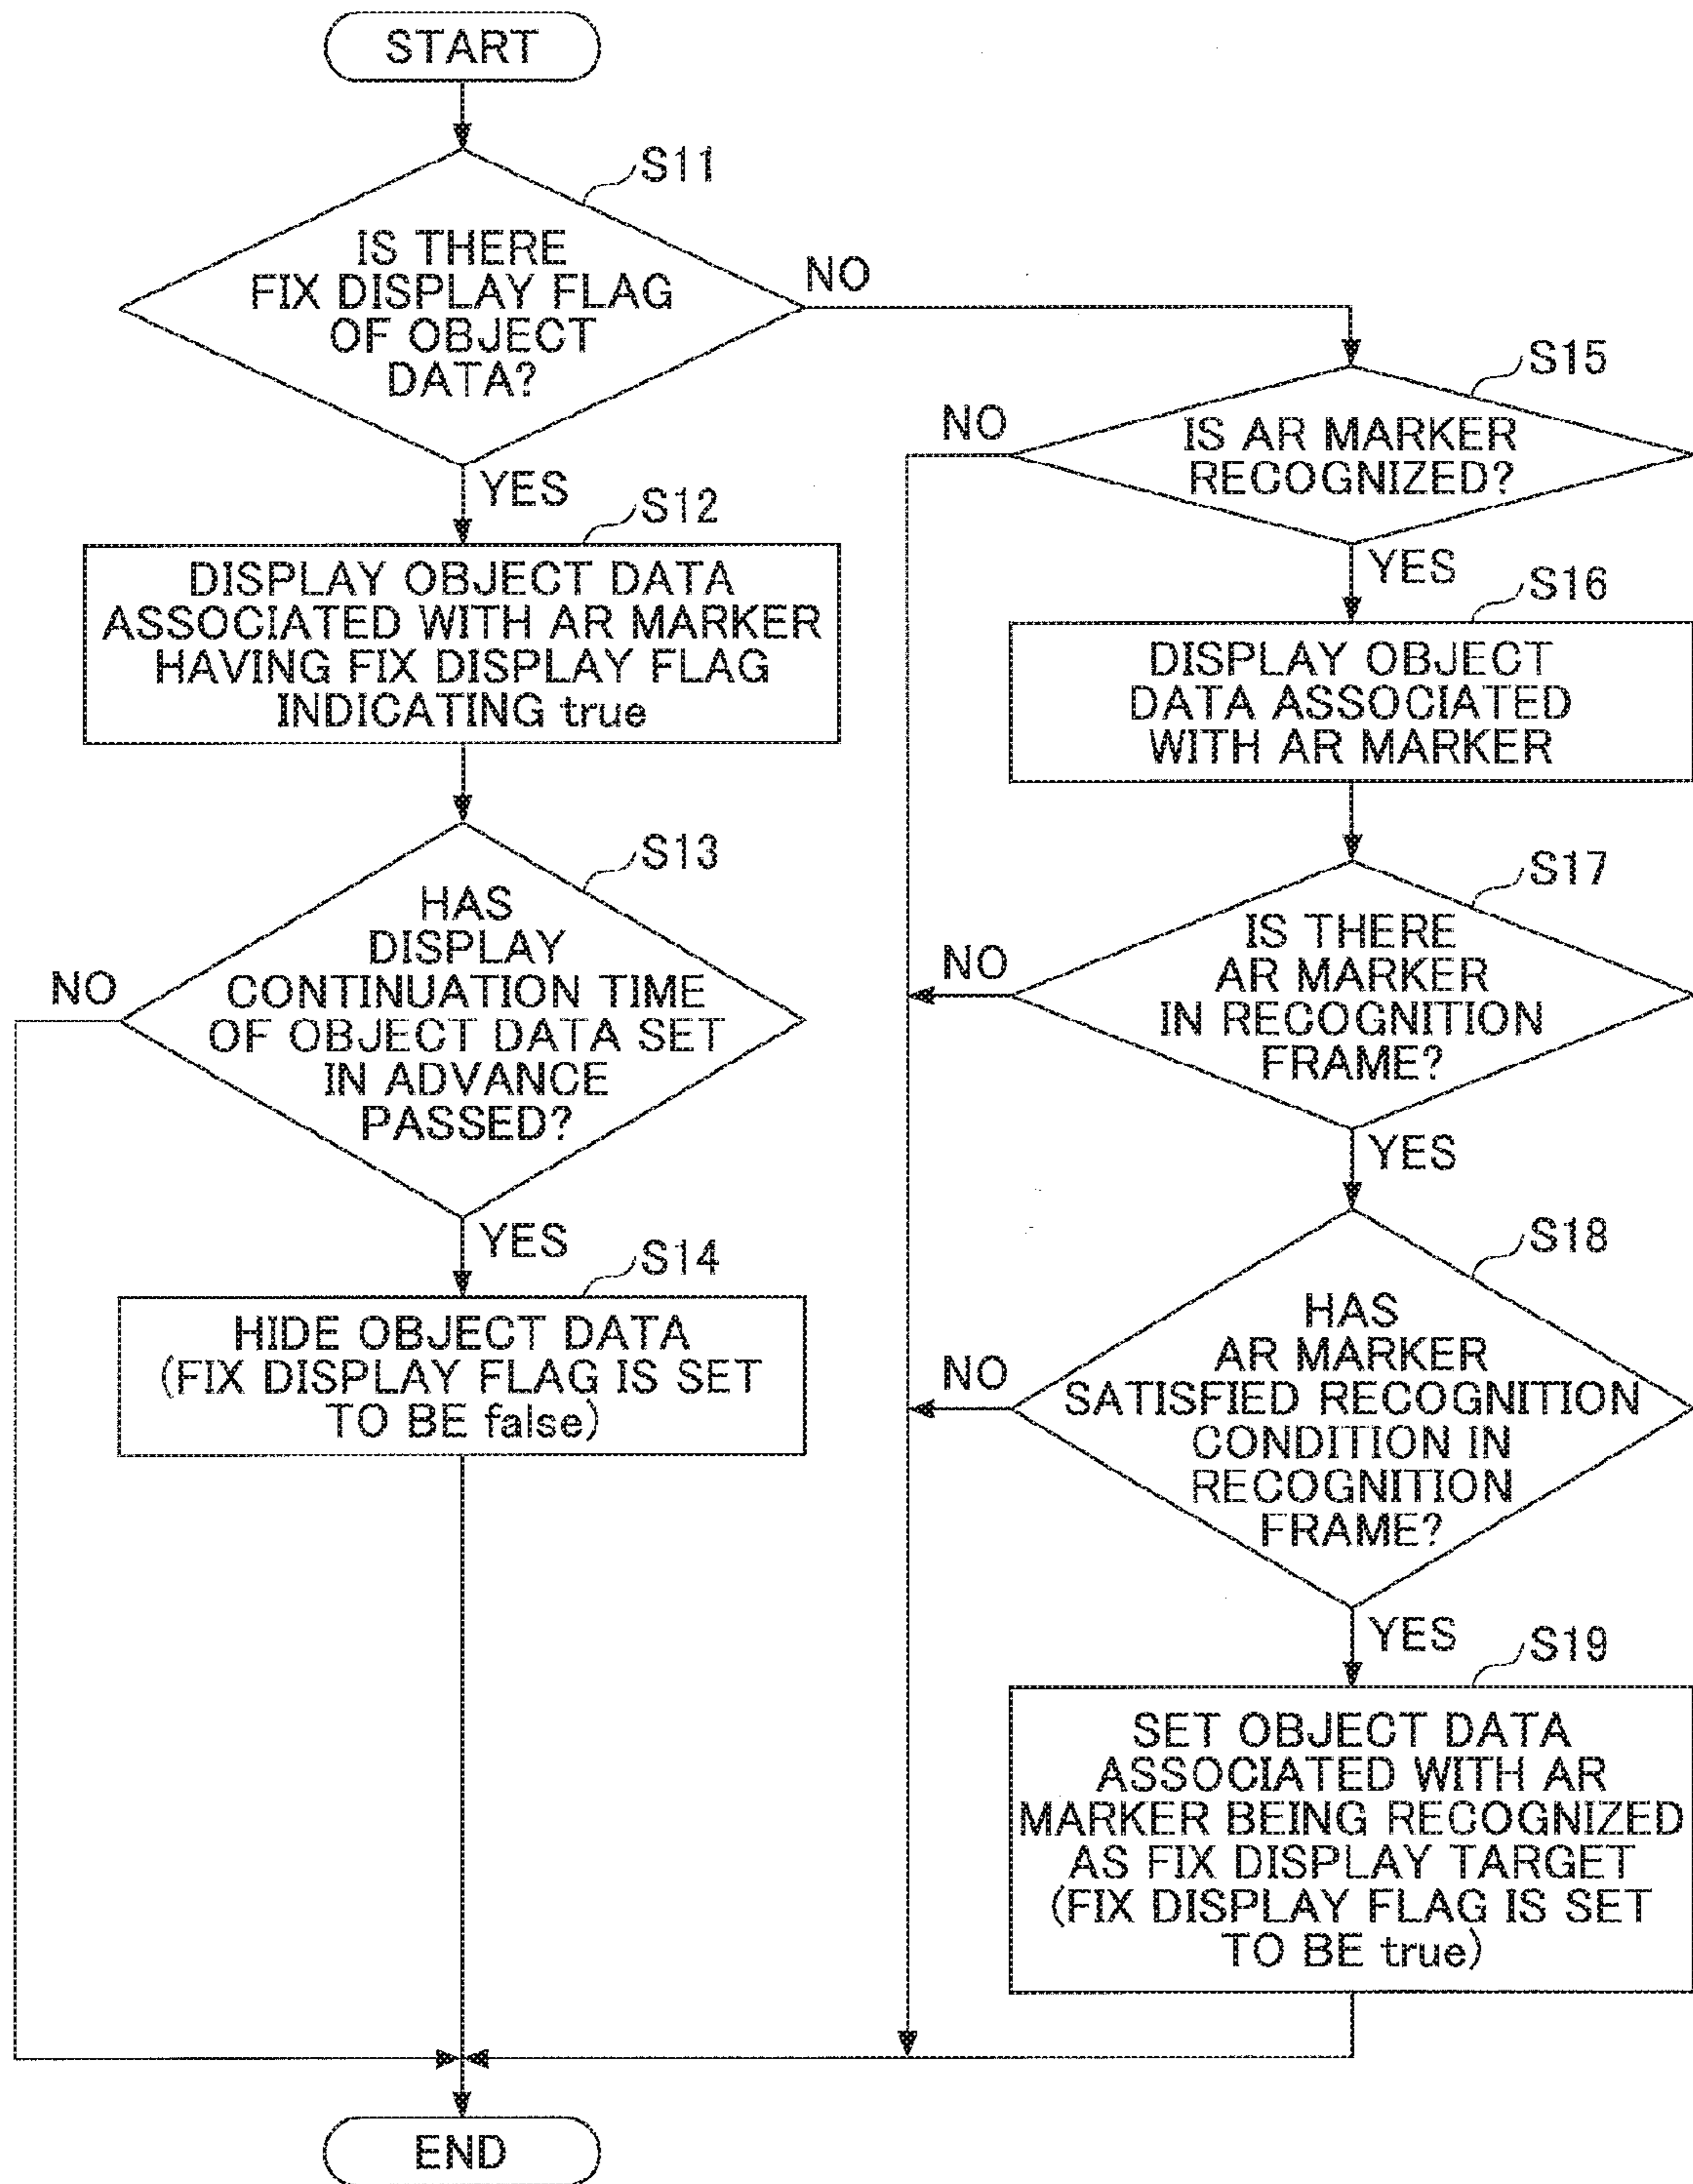 START
S11
IS THERE
FIX DISPLAY FLAG
OF OBJECT
DATA?
NO
YES
S12
DISPLAY OBJECT DATA
ASSOCIATED WITH AR MARKER
HAVING FIX DISPLAY FLAG
INDICATING true
S13
HAS
DISPLAY
CONTINUATION TIME
OF OBJECT DATA SET
IN ADVANCE
PASSED?
NO
YES
S14
HIDE OBJECT DATA
(FIX DISPLAY FLAG IS SET
TO BE false)
S15
IS AR MARKER
RECOGNIZED?
NO
YES
S16
DISPLAY OBJECT
DATA ASSOCIATED
WITH AR MARKER
S17
IS THERE
AR MARKER
IN RECOGNITION
FRAME?
NO
YES
S18
HAS
AR MARKER
SATISFIED RECOGNITION
CONDITION IN
RECOGNITION
FRAME?
NO
YES
S19
SET OBJECT DATA
ASSOCIATED WITH AR
MARKER BEING RECOGNIZED
AS FIX DISPLAY TARGET
(FIX DISPLAY FLAG IS SET
TO BE true)
END